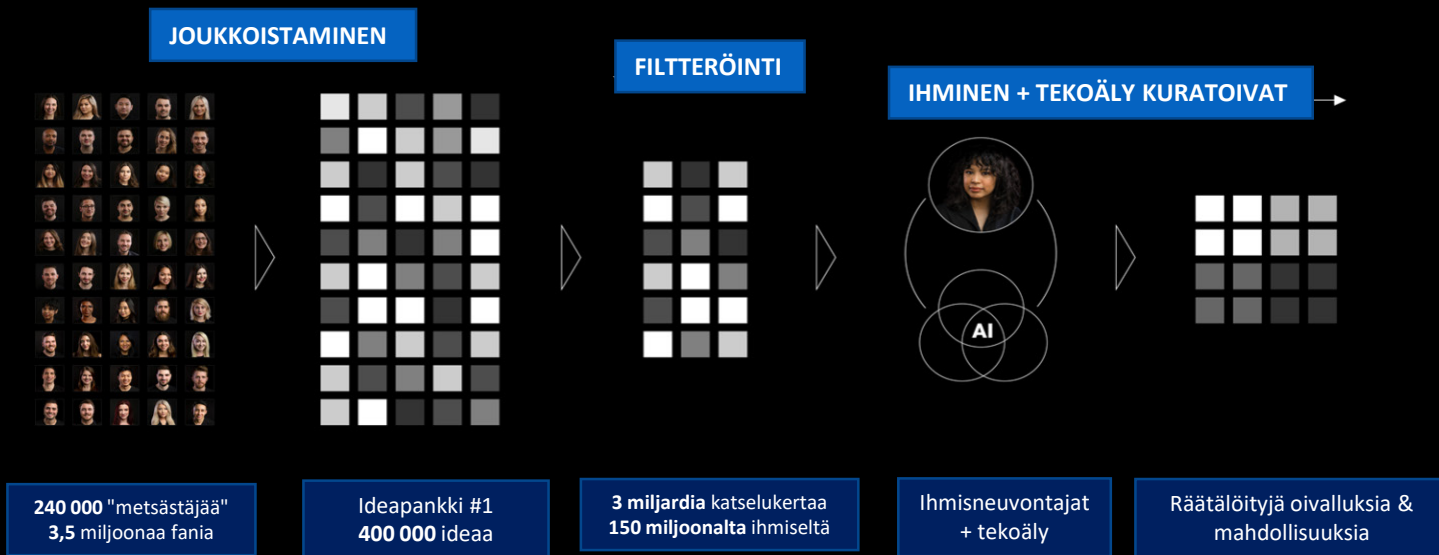 JOUKKOISTAMINEN
FILTTERÖINTI
IHMINEN + TEKOÄLY KURATOIVAT
AI
240 000 "metsästäjää"
3,5 miljoonaa fania
Ideapankki #1
400 000 ideaa
3 miljardia katselukertaa
150 miljoonalta ihmiseltä
Ihmisneuvontajat
+ tekoäly
Räätälöityjä oivalluksia &
mahdollisuuksia